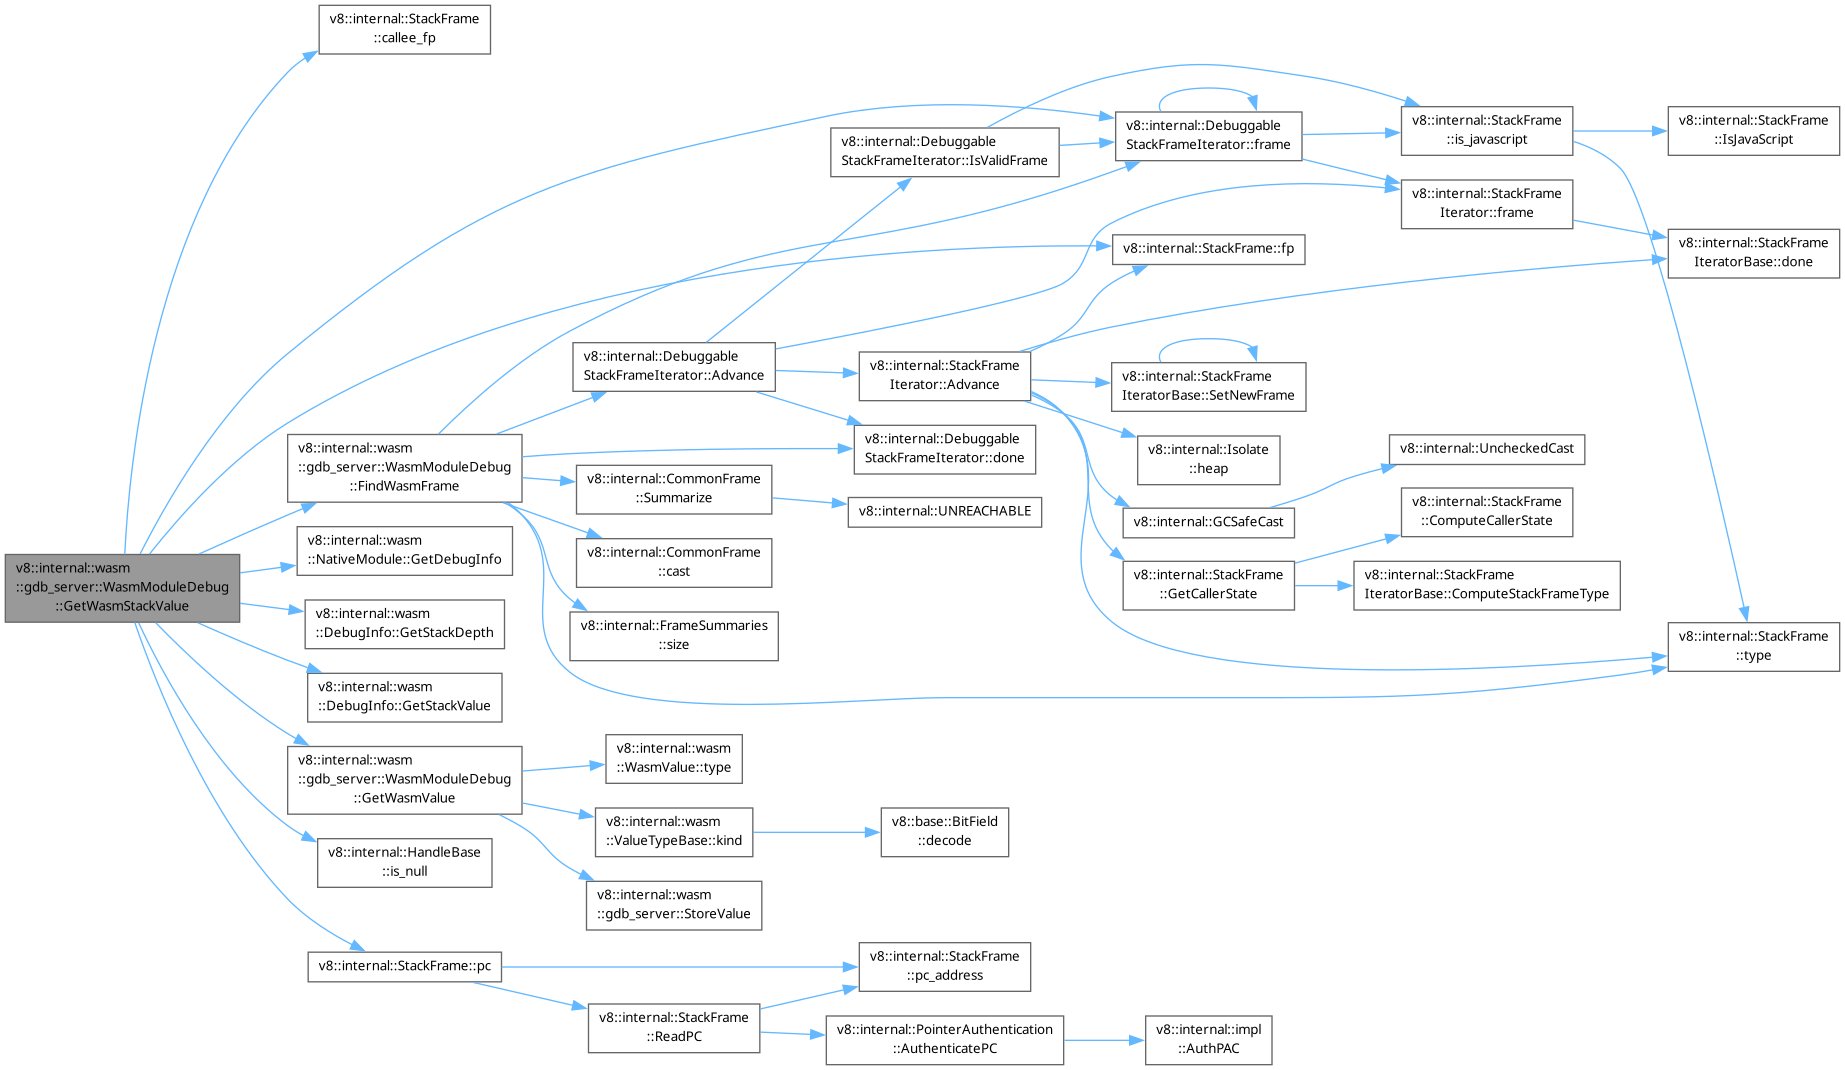 v8::internal::StackFrame
::callee_fp
v8::internal::Debuggable
StackFrameIterator::IsValidFrame
v8::internal::Debuggable
StackFrameIterator::frame
v8::internal::StackFrame
::is_javascript
v8::internal::StackFrame
::IsJavaScript
v8::internal::StackFrame
Iterator::frame
v8::internal::StackFrame::fp
v8::internal::StackFrame
IteratorBase::done
v8::internal::Debuggable
StackFrameIterator::Advance
v8::internal::StackFrame
Iterator::Advance
v8::internal::StackFrame
IteratorBase::SetNewFrame
v8::internal::wasm
::gdb_server::WasmModuleDebug
::FindWasmFrame
v8::internal::Debuggable
StackFrameIterator::done
v8::internal::Isolate
::heap
v8::internal::UncheckedCast
v8::internal::CommonFrame
::Summarize
v8::internal::UNREACHABLE
v8::internal::GCSafeCast
v8::internal::StackFrame
::ComputeCallerState
v8::internal::wasm
::NativeModule::GetDebugInfo
v8::internal::CommonFrame
::cast
v8::internal::StackFrame
::GetCallerState
v8::internal::StackFrame
IteratorBase::ComputeStackFrameType
v8::internal::wasm
::gdb_server::WasmModuleDebug
::GetWasmStackValue
v8::internal::wasm
::DebugInfo::GetStackDepth
v8::internal::FrameSummaries
::size
v8::internal::StackFrame
::type
v8::internal::wasm
::DebugInfo::GetStackValue
v8::internal::wasm
::gdb_server::WasmModuleDebug
::GetWasmValue
v8::internal::wasm
::WasmValue::type
v8::internal::wasm
::ValueTypeBase::kind
v8::base::BitField
::decode
v8::internal::HandleBase
::is_null
v8::internal::wasm
::gdb_server::StoreValue
v8::internal::StackFrame::pc
v8::internal::StackFrame
::pc_address
v8::internal::StackFrame
::ReadPC
v8::internal::PointerAuthentication
::AuthenticatePC
v8::internal::impl
::AuthPAC